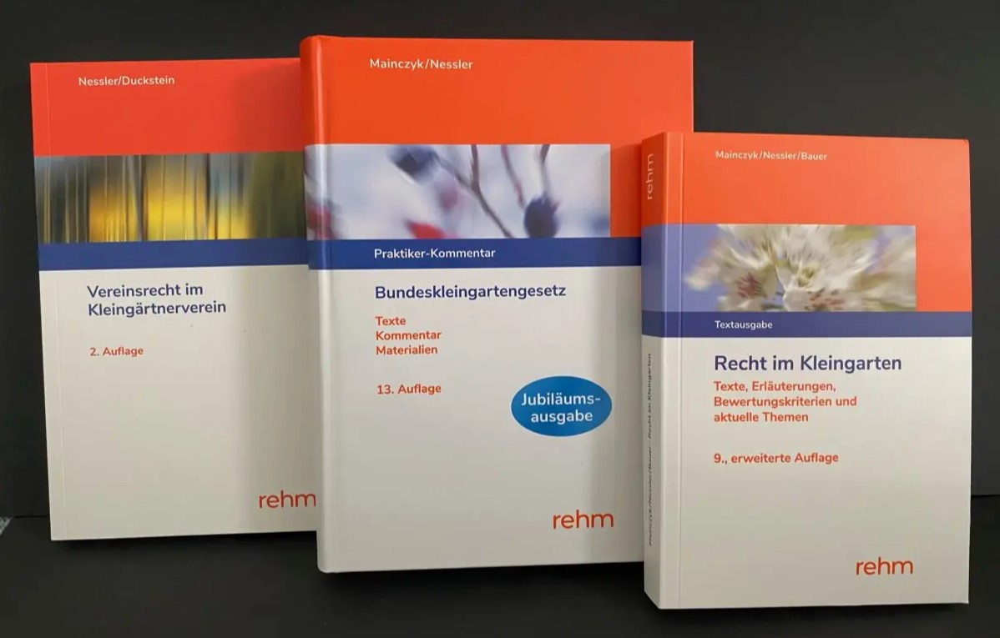 Nessler/Duckstein
Vereinsrecht im
Kleingärtnerverein
2. Auflage
rehm
Mainczyk/Nessler
Praktiker-Kommentar
Bundeskleingartengesetz
Texte
Kommentar
Materialien
13. Auflage
Jubiläums-
ausgabe
rehm
rehm
Mainczyk/Nessler/Bauer · Recht im Kleingarten
Mainczyk/Nessler/Bauer
Textausgabe
Recht im Kleingarten
Texte, Erläuterungen,
Bewertungskriterien und
aktuelle Themen
9., erweiterte Auflage
rehm